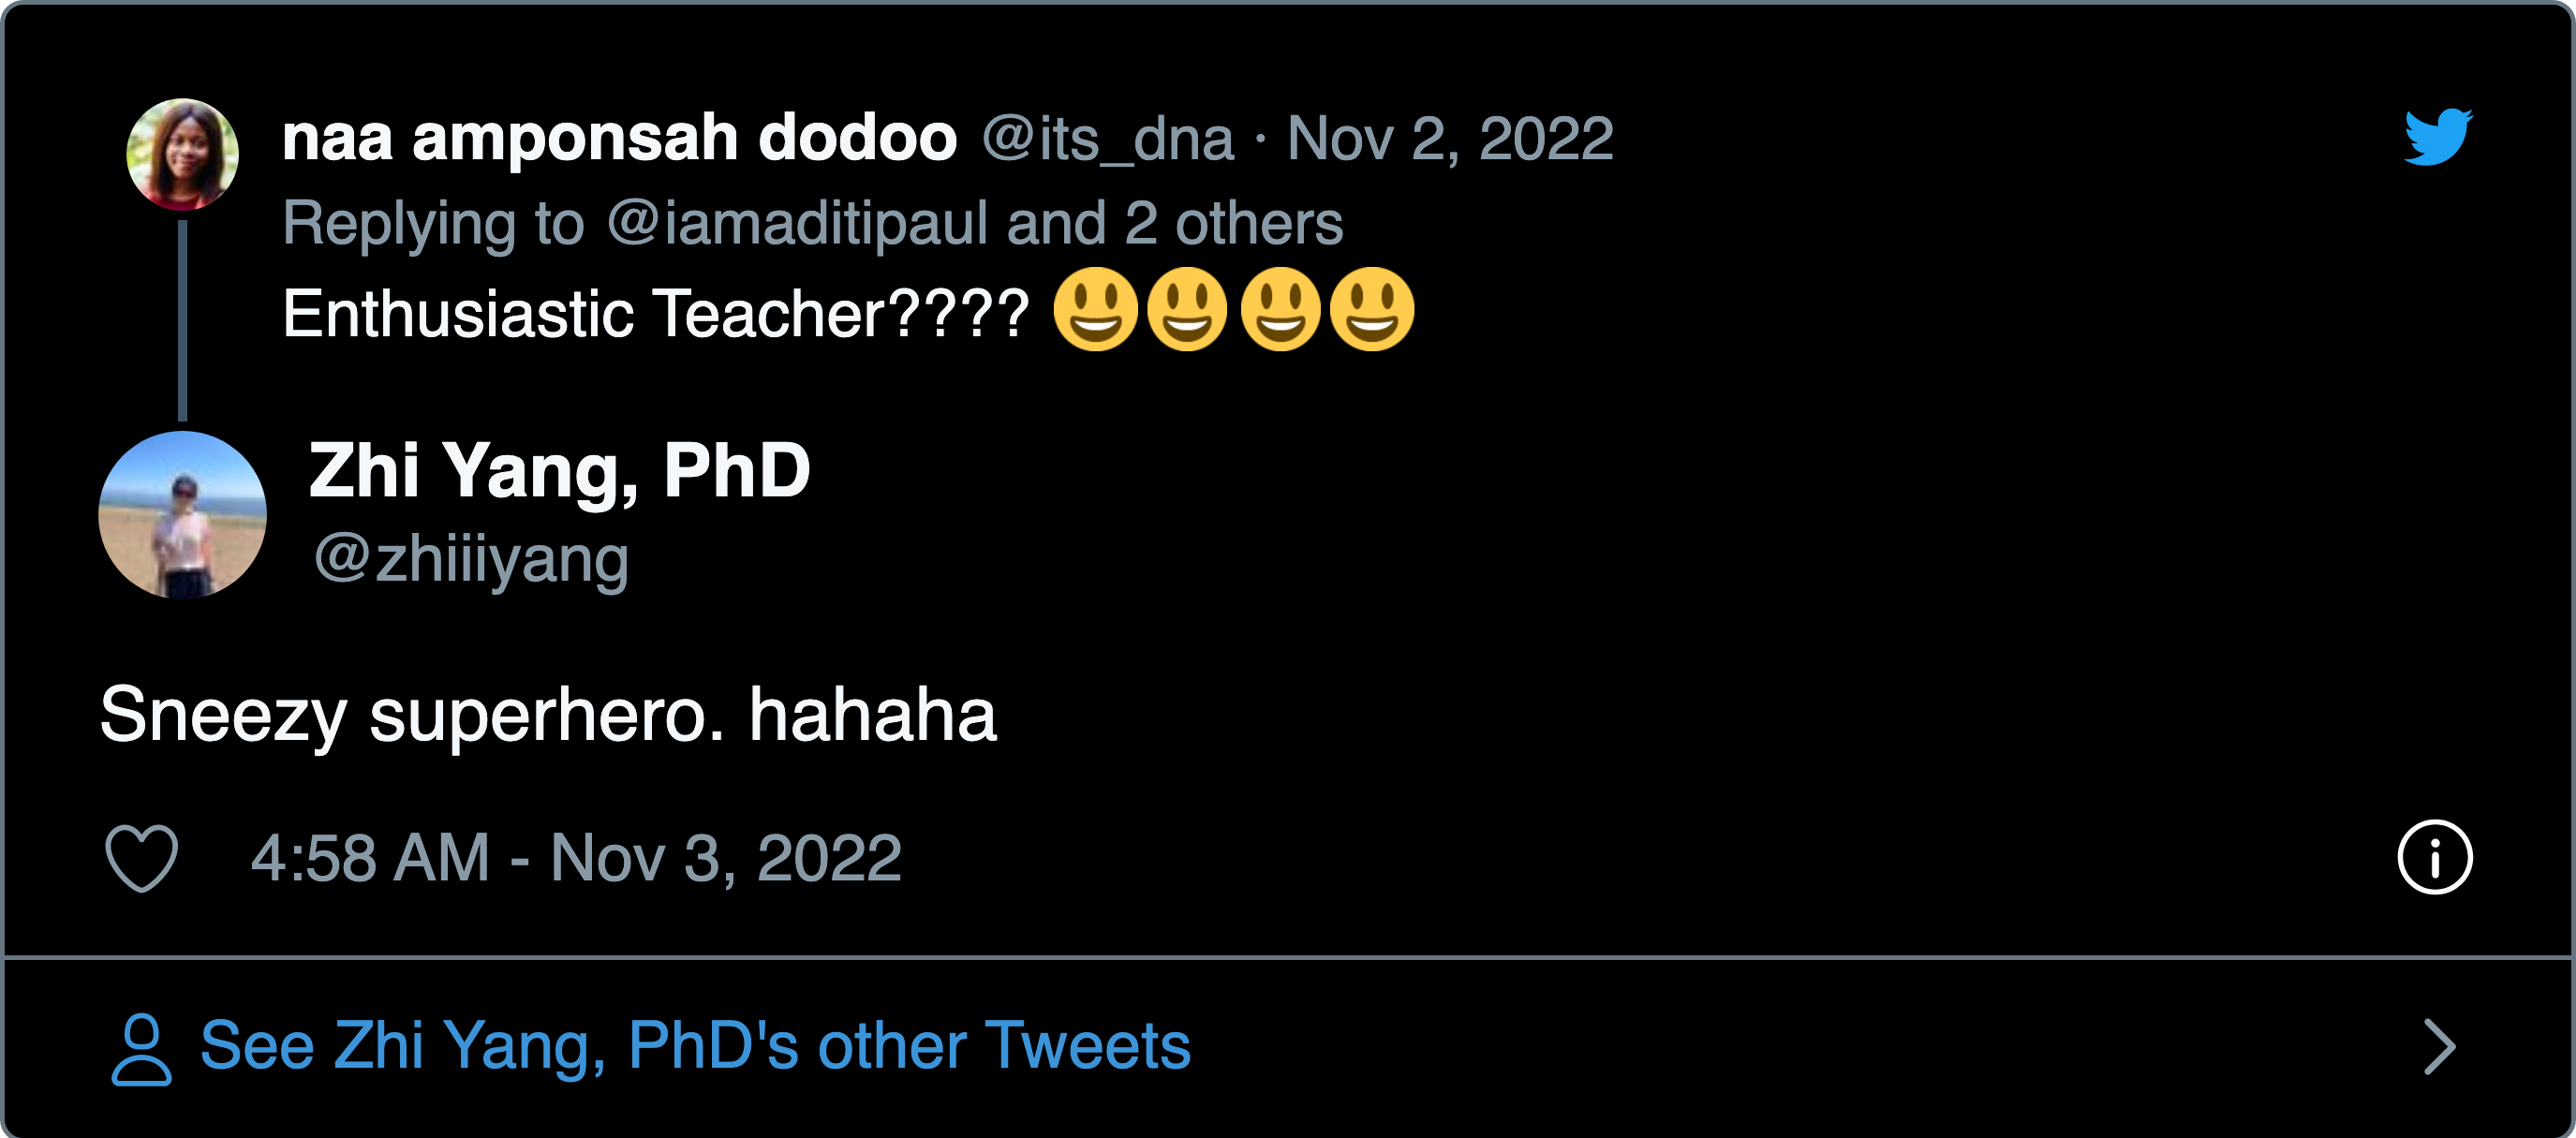 naa amponsah dodoo @its_dna · Nov 2, 2022
Replying to @iamaditipaul and 2 others
Enthusiastic Teacher???? 😃😃😃😃
Zhi Yang, PhD
@zhiiiyang
Sneezy superhero. hahaha
4:58 AM - Nov 3, 2022
See Zhi Yang, PhD's other Tweets